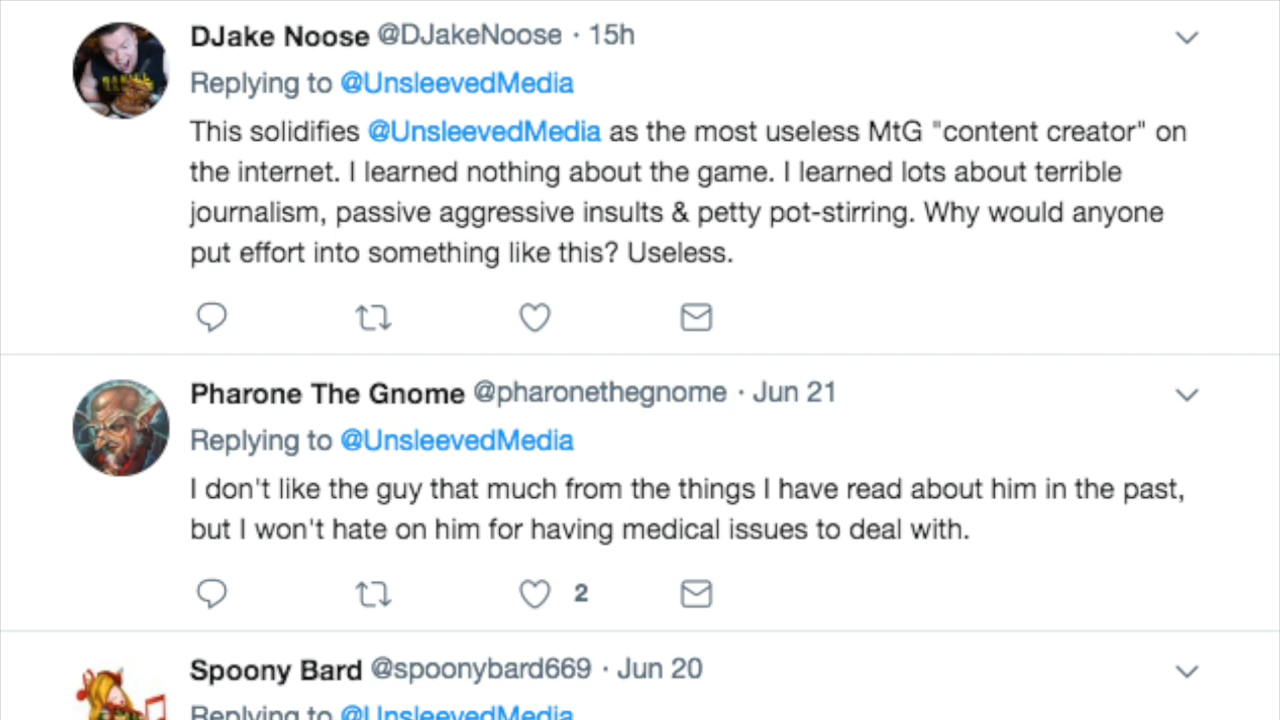 DJake Noose @DJakeNoose · 15h
Replying to @UnsleevedMedia
This solidifies @UnsleevedMedia as the most useless MtG "content creator" on
the internet. I learned nothing about the game. I learned lots about terrible
journalism, passive aggressive insults & petty pot-stirring. Why would anyone
put effort into something like this? Useless.
Pharone The Gnome @pharonethegnome · Jun 21
Replying to @UnsleevedMedia
I don't like the guy that much from the things I have read about him in the past,
but I won't hate on him for having medical issues to deal with.
2
Spoony Bard @spoonybard669 · Jun 20
Replying to @UnsleevedMedia